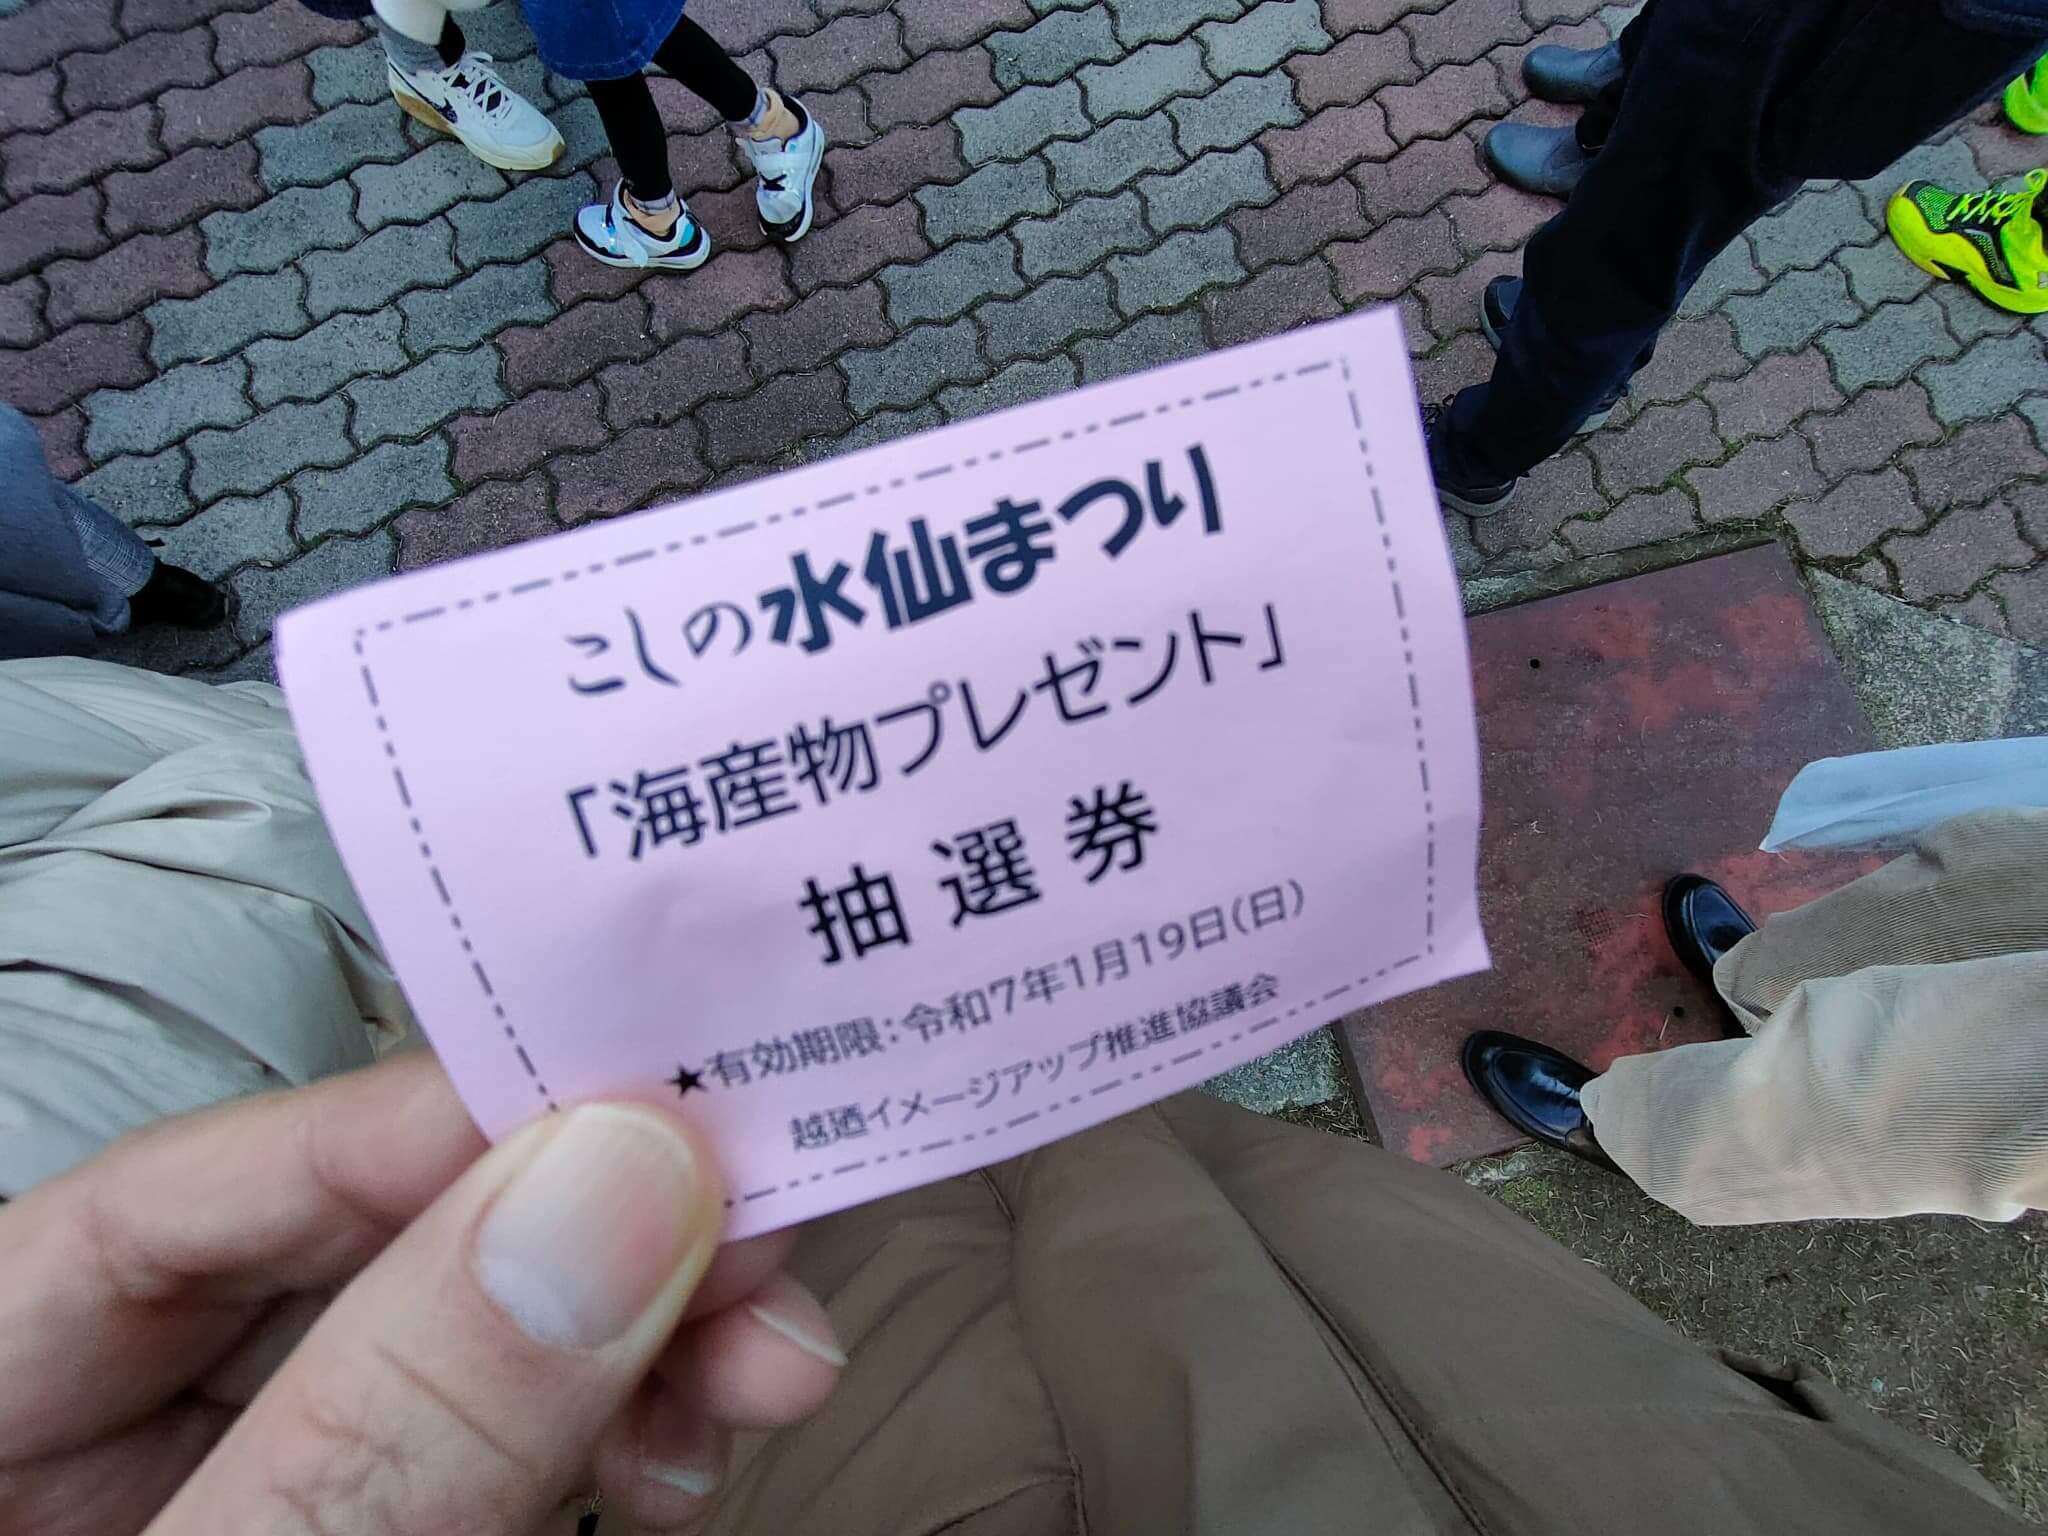 こしの水仙まつり
「海産物プレゼント」
抽選券
★有効期限：令和7年1月19日（日）
越廼イメージアップ推進協議会